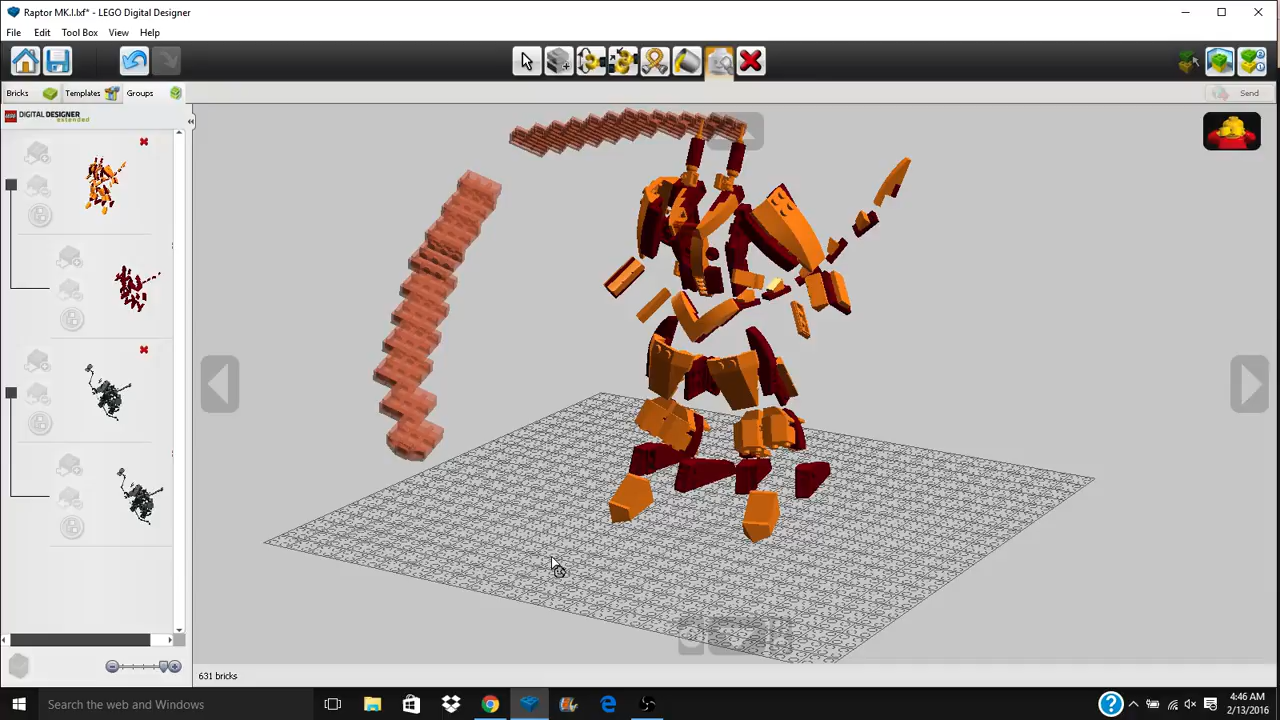 Raptor MK.I.lxf* - LEGO Digital Designer
File Edit Tool Box View Help
Bricks Templates Groups
Send
LEGO DIGITAL DESIGNER
extended
631 bricks
Search the web and Windows
4:46 AM
2/13/2016